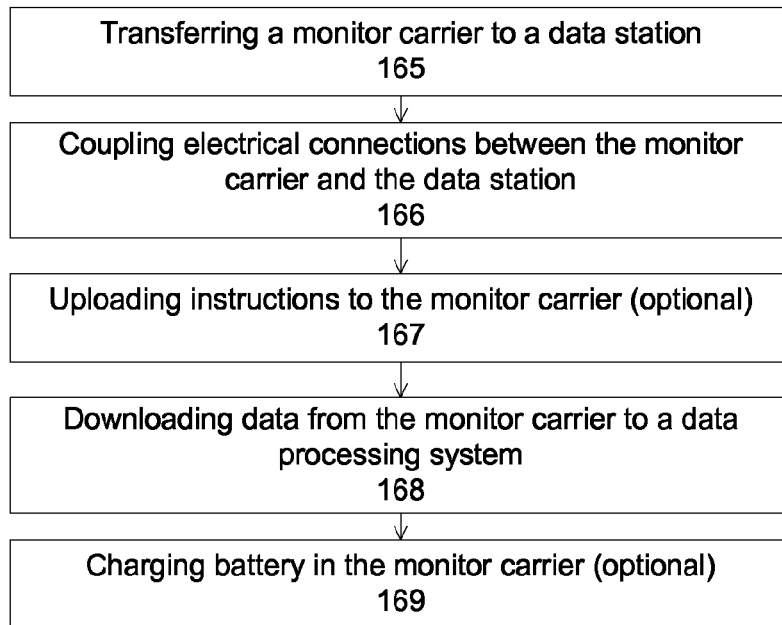 Transferring a monitor carrier to a data station
165
Coupling electrical connections between the monitor
carrier and the data station
166
Uploading instructions to the monitor carrier (optional)
167
Downloading data from the monitor carrier to a data
processing system
168
Charging battery in the monitor carrier (optional)
169